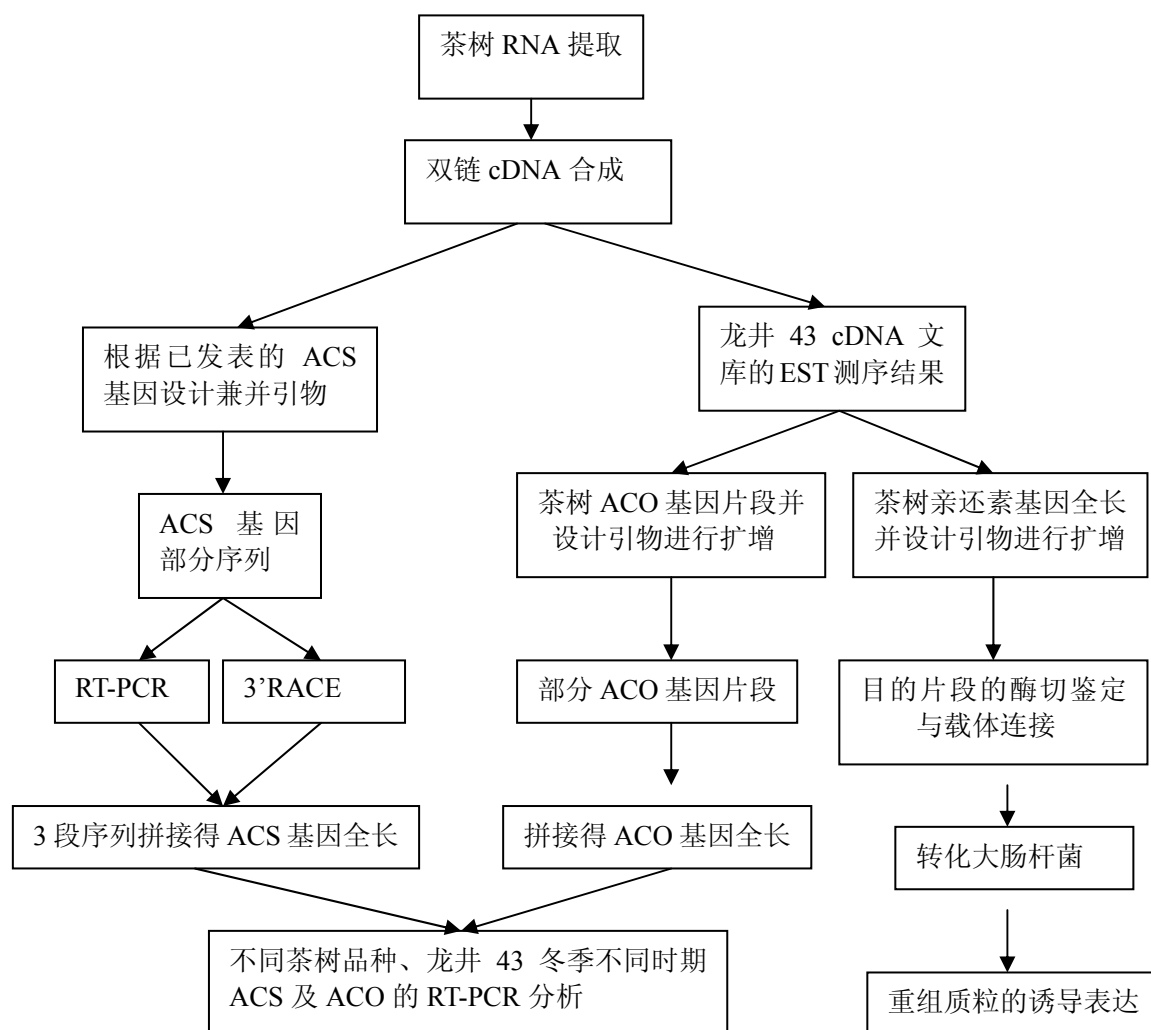 茶树 RNA 提取
双链 cDNA 合成
根据已发表的 ACS
基因设计兼并引物
龙井 43 cDNA 文
库的 EST 测序结果
ACS 基因
部分序列
茶树 ACO 基因片段并
设计引物进行扩增
茶树亲还素基因全长
并设计引物进行扩增
RT-PCR
3’RACE
部分 ACO 基因片段
目的片段的酶切鉴定
与载体连接
3 段序列拼接得 ACS 基因全长
拼接得 ACO 基因全长
转化大肠杆菌
不同茶树品种、龙井 43 冬季不同时期
ACS 及 ACO 的 RT-PCR 分析
重组质粒的诱导表达